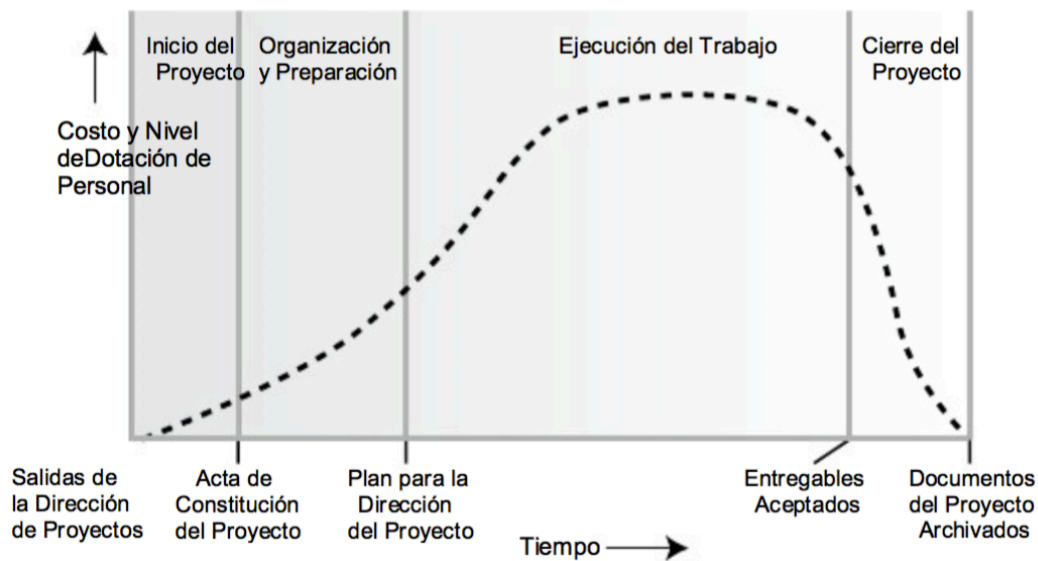 Inicio del
Proyecto
Organización
y Preparación
Ejecución del Trabajo
Cierre del
Proyecto
Costo y Nivel
deDotación de
Personal
Salidas de
la Dirección
de Proyectos
Acta de
Constitución
del Proyecto
Plan para la
Dirección
del Proyecto
Entregables
Aceptados
Documentos
del Proyecto
Archivados
Tiempo